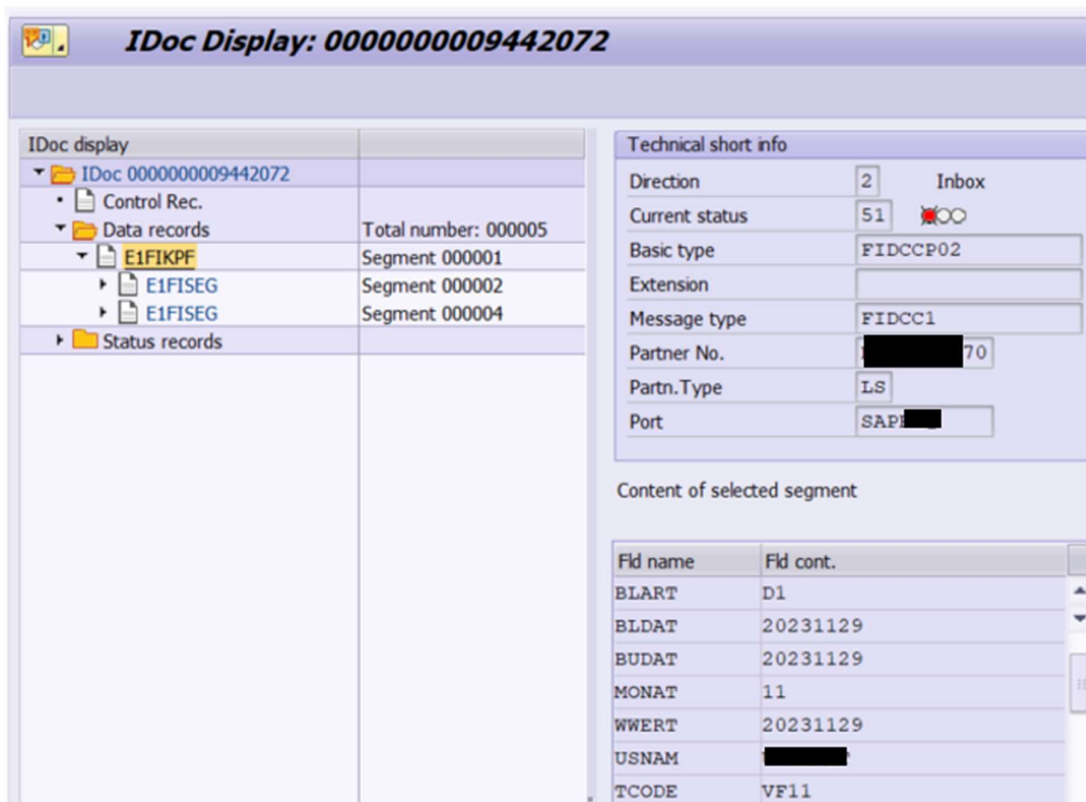 IDoc Display: 0000000009442072
IDoc display
IDoc 0000000009442072
Control Rec.
Data records Total number: 000005
E1FIKPF Segment 000001
E1FISEG Segment 000002
E1FISEG Segment 000004
Status records
Technical short info
Direction 2 Inbox
Current status 51
Basic type FIDCCP02
Extension
Message type FIDCC1
Partner No. 70
Partn.Type LS
Port
Content of selected segment
Fld name Fld cont.
BLART D1
BLDAT 20231129
BUDAT 20231129
MONAT 11
WWERT 20231129
USNAM
TCODE VF11